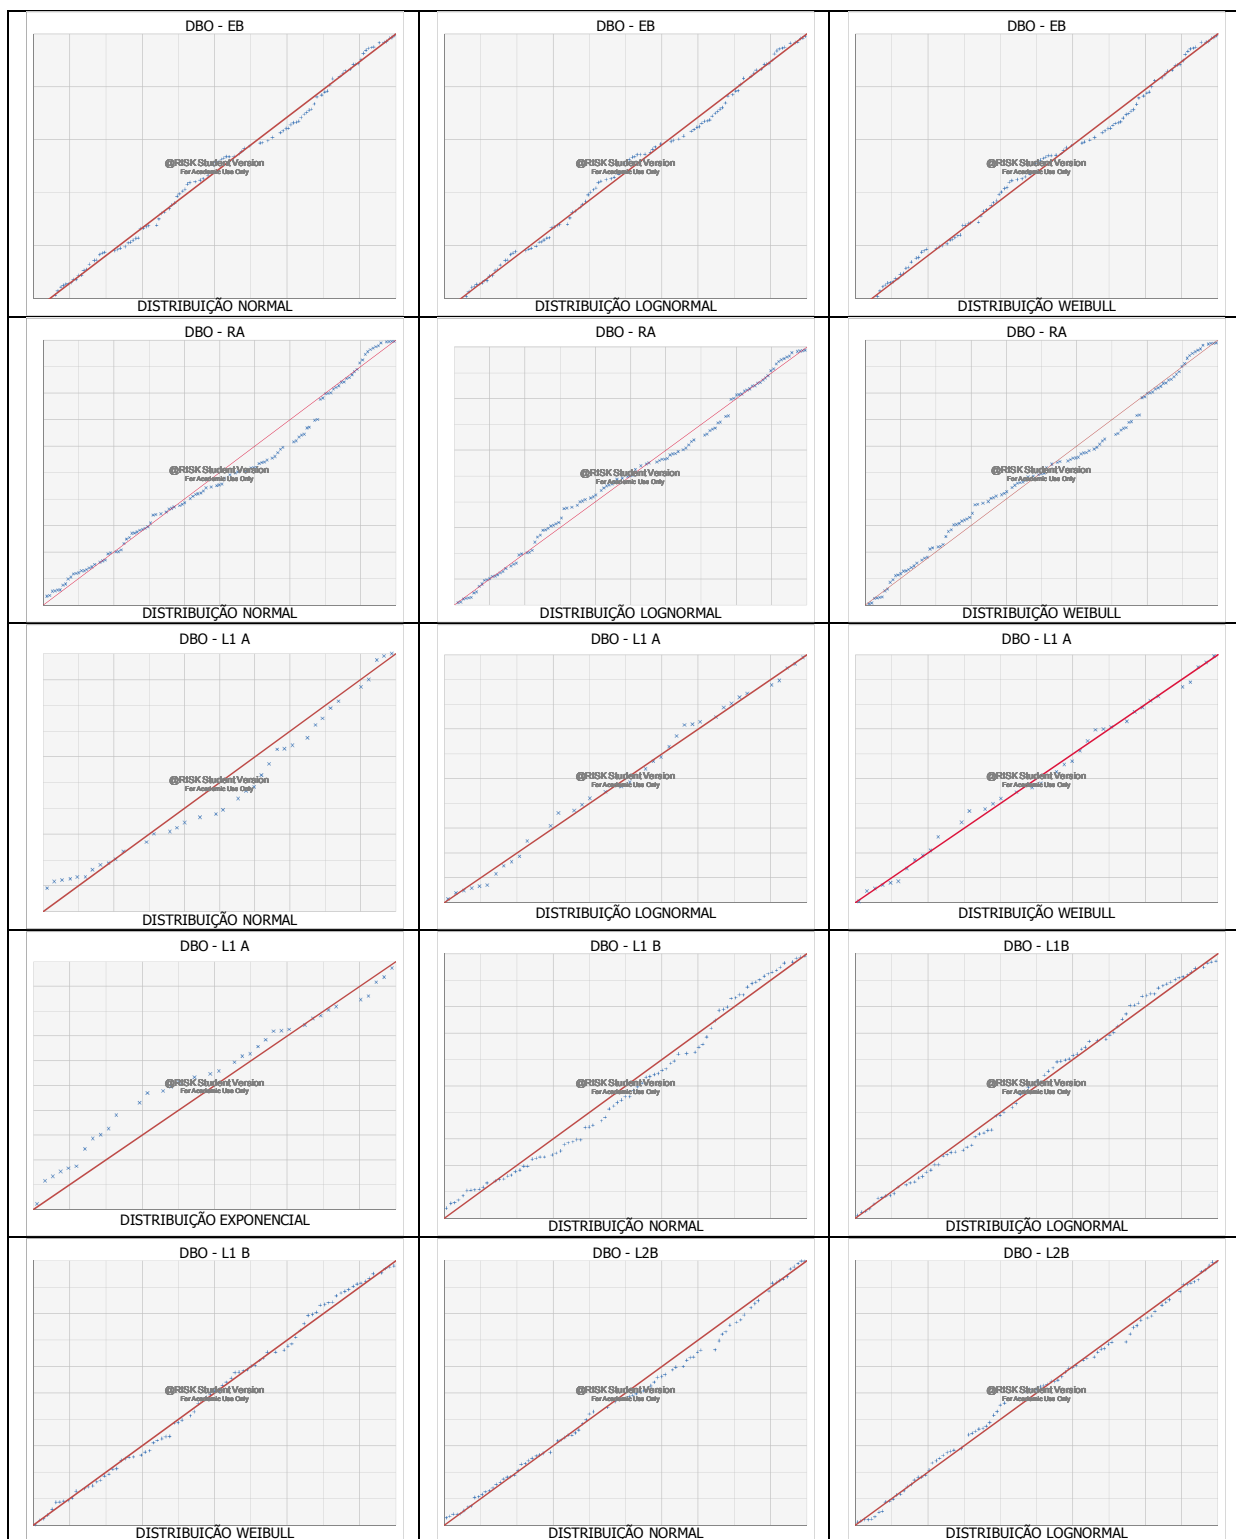 DBO - EB
@RISK Student Version
For Academic Use Only
DISTRIBUIÇÃO NORMAL
DBO - EB
@RISK Student Version
For Academic Use Only
DISTRIBUIÇÃO LOGNORMAL
DBO - EB
@RISK Student Version
For Academic Use Only
DISTRIBUIÇÃO WEIBULL
DBO - RA
@RISK Student Version
For Academic Use Only
DISTRIBUIÇÃO NORMAL
DBO - RA
@RISK Student Version
For Academic Use Only
DISTRIBUIÇÃO LOGNORMAL
DBO - RA
@RISK Student Version
For Academic Use Only
DISTRIBUIÇÃO WEIBULL
DBO - L1 A
@RISK Student Version
For Academic Use Only
DISTRIBUIÇÃO NORMAL
DBO - L1 A
@RISK Student Version
For Academic Use Only
DISTRIBUIÇÃO LOGNORMAL
DBO - L1 A
@RISK Student Version
For Academic Use Only
DISTRIBUIÇÃO WEIBULL
DBO - L1 A
@RISK Student Version
For Academic Use Only
DISTRIBUIÇÃO EXPONENCIAL
DBO - L1 B
@RISK Student Version
For Academic Use Only
DISTRIBUIÇÃO NORMAL
DBO - L1B
@RISK Student Version
For Academic Use Only
DISTRIBUIÇÃO LOGNORMAL
DBO - L1 B
@RISK Student Version
For Academic Use Only
DISTRIBUIÇÃO WEIBULL
DBO - L2B
@RISK Student Version
For Academic Use Only
DISTRIBUIÇÃO NORMAL
DBO - L2B
@RISK Student Version
For Academic Use Only
DISTRIBUIÇÃO LOGNORMAL